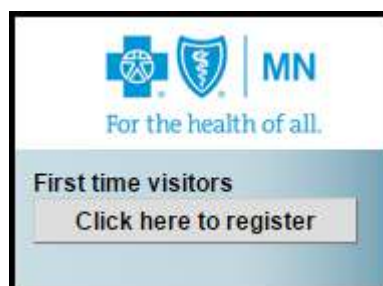 MN
For the health of all.
First time visitors
Click here to register